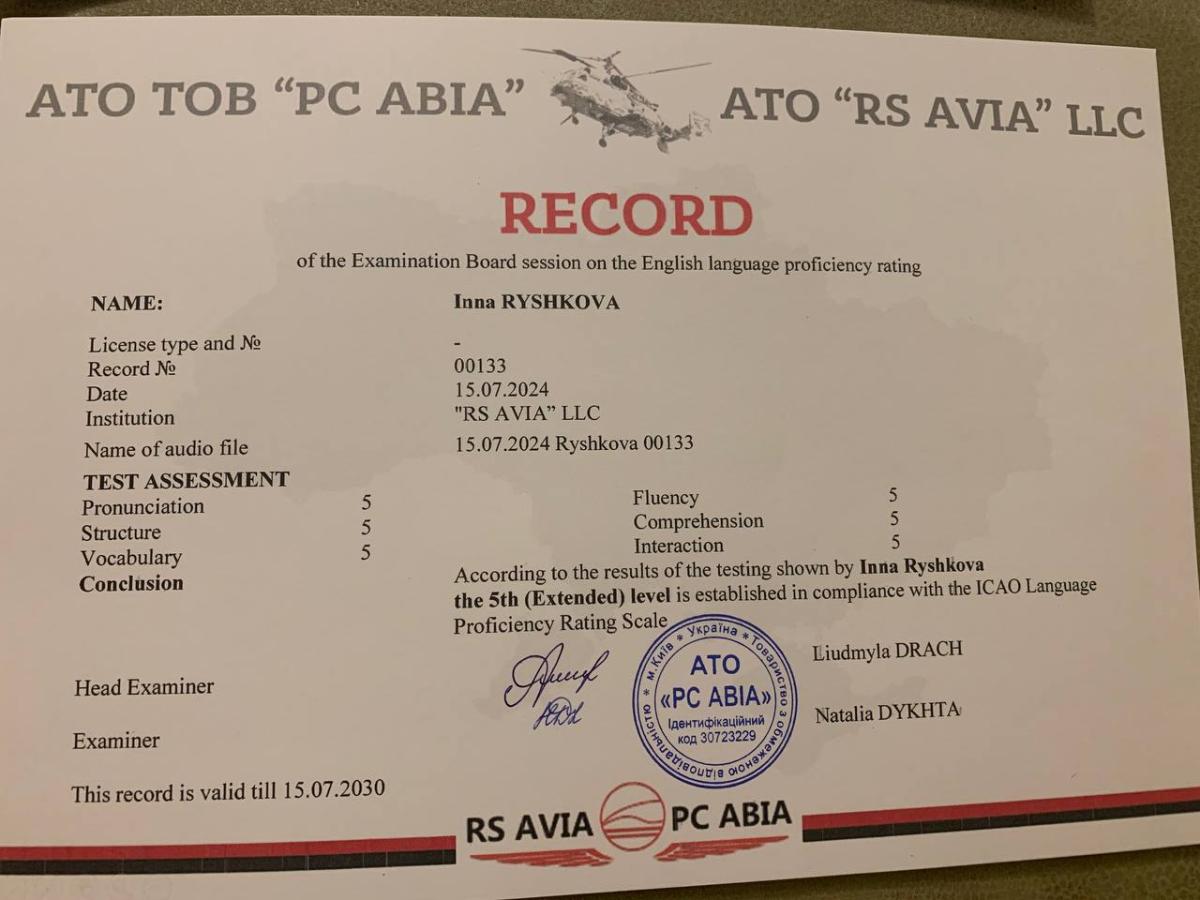 АТО ТОВ “РС АВІА”
ATO “RS AVIA” LLC
RECORD
of the Examination Board session on the English language proficiency rating
NAME: Inna RYSHKOVA
License type and № -
Record № 00133
Date 15.07.2024
Institution "RS AVIA” LLC
Name of audio file 15.07.2024 Ryshkova 00133
TEST ASSESSMENT
Pronunciation 5 Fluency 5
Structure 5 Comprehension 5
Vocabulary 5 Interaction 5
Conclusion According to the results of the testing shown by Inna Ryshkova
the 5th (Extended) level is established in compliance with the ICAO Language
Proficiency Rating Scale
Head Examiner Liudmyla DRACH
Examiner Natalia DYKHTA
* м.Київ * Україна * Товариство з обмеженою відповідальністю
АТО
«РС АВІА»
Ідентифікаційний
код 30723229
This record is valid till 15.07.2030
RS AVIA РС АВІА